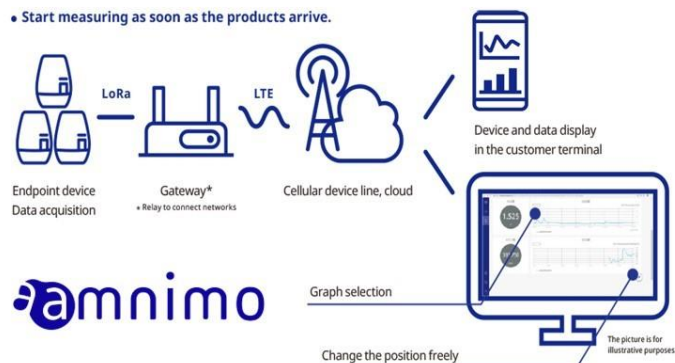 • Start measuring as soon as the products arrive.
LoRa
LTE
Endpoint device
Data acquisition
Gateway*
* Relay to connect networks
Cellular device line, cloud
Device and data display
in the customer terminal
1.525
amnimo
Graph selection
Change the position freely
The picture is for
illustrative purposes